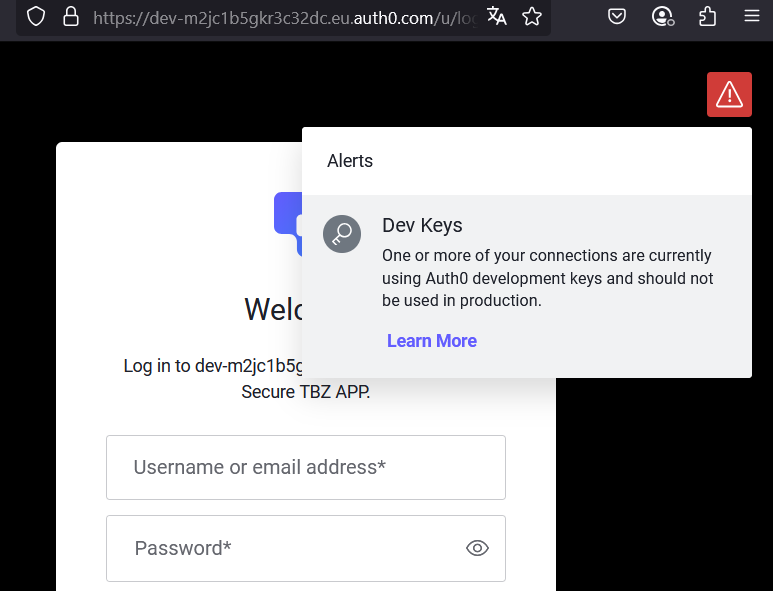 https://dev-m2jc1b5gkr3c32dc.eu.auth0.com/u/log
Alerts
Dev Keys
One or more of your connections are currently
using Auth0 development keys and should not
be used in production.
Learn More
Welc
Log in to dev-m2jc1b5g
Secure TBZ APP.
Username or email address*
Password*